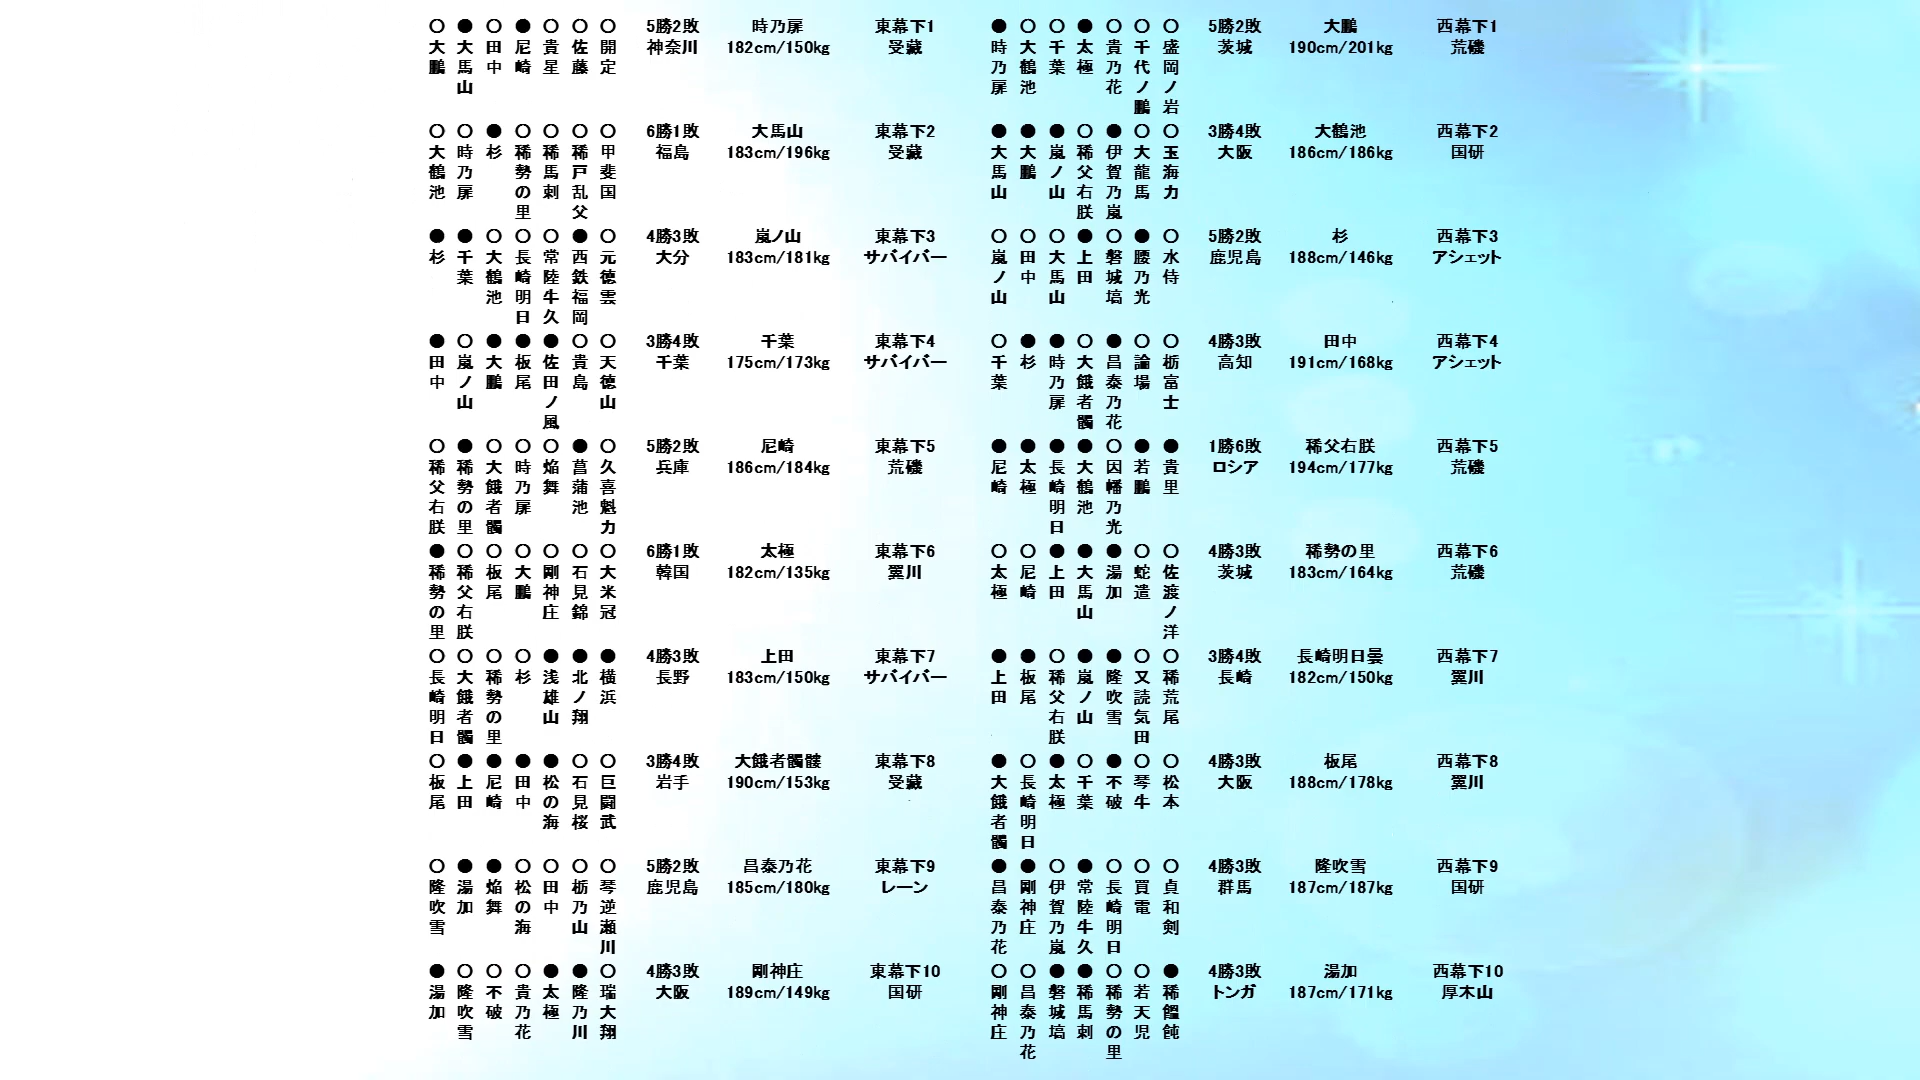 ○●○●○○○ 5勝2敗 時乃扉 東幕下1
大鵬 大馬山 田中 尼崎 貴星 佐藤 開定 神奈川 182cm/150kg 受藏
●○○●○○○ 5勝2敗 大鵬 西幕下1
時乃扉 大鶴池 千葉 太極 貴乃花 千代ノ鵬 盛岡ノ岩 茨城 190cm/201kg 荒磯
○○●○○○○ 6勝1敗 大馬山 東幕下2
大鶴池 時乃扉 杉 稀勢の里 稀馬刺 稀戸乱父 甲斐国 福島 183cm/196kg 受藏
●●●○●○○ 3勝4敗 大鶴池 西幕下2
大馬山 大鵬 嵐ノ山 稀父右朕 伊賀乃嵐 大龍馬 玉海力 大阪 186cm/186kg 国研
●●○○○●○ 4勝3敗 嵐ノ山 東幕下3
杉 千葉 大鶴池 長崎明日 常陸牛久 西鉄福岡 元徳雲 大分 183cm/181kg サバイバー
○○○●○●○ 5勝2敗 杉 西幕下3
嵐ノ山 田中 大馬山 上田 磐城塙 腰乃光 水侍 鹿児島 188cm/146kg アシェット
●○●●●○○ 3勝4敗 千葉 東幕下4
田中 嵐ノ山 大鵬 板尾 佐田ノ風 貴島 天徳山 千葉 175cm/173kg サバイバー
○●●○●○○ 4勝3敗 田中 西幕下4
千葉 杉 時乃扉 大餓者髑 昌泰乃花 論場 栃富士 高知 191cm/168kg アシェット
○●○○○●○ 5勝2敗 尼崎 東幕下5
稀父右朕 稀勢の里 大餓者髑 時乃扉 焔舞 菖蒲池 久喜魁力 兵庫 186cm/184kg 荒磯
●●●●○●● 1勝6敗 稀父右朕 西幕下5
尼崎 太極 長崎明日 大鶴池 因幡乃光 若鵬 貴里 ロシア 194cm/177kg 荒磯
●○○○○○○ 6勝1敗 太極 東幕下6
稀勢の里 稀父右朕 板尾 大鵬 剛神庄 石見錦 大米冠 韓国 182cm/135kg 翼川
○○●●●○○ 4勝3敗 稀勢の里 西幕下6
太極 尼崎 上田 大馬山 湯加 蛇遣 佐渡ノ洋 茨城 183cm/164kg 荒磯
○○○○●●● 4勝3敗 上田 東幕下7
長崎明日 大餓者髑 稀勢の里 杉 浅雄山 北ノ翔 横浜 長野 183cm/150kg サバイバー
●●○●●○○ 3勝4敗 長崎明日曇 西幕下7
上田 板尾 稀父右朕 嵐ノ山 隆吹雪 又読気田 稀荒尾 長崎 182cm/150kg 翼川
○●●●●○○ 3勝4敗 大餓者髑髏 東幕下8
板尾 上田 尼崎 田中 松の海 石見桜 巨闘武 岩手 190cm/153kg 受藏
●○●○●○○ 4勝3敗 板尾 西幕下8
大餓者髑 長崎明日 太極 千葉 不破 琴牛 松本 大阪 188cm/178kg 翼川
○●●○○○○ 5勝2敗 昌泰乃花 東幕下9
隆吹雪 湯加 焔舞 松の海 田中 栃乃山 琴逆瀬川 鹿児島 185cm/180kg レーン
●●○●○○○ 4勝3敗 隆吹雪 西幕下9
昌泰乃花 剛神庄 伊賀乃嵐 常陸牛久 長崎明日 買電 貞和剣 群馬 187cm/187kg 国研
●○○○●●○ 4勝3敗 剛神庄 東幕下10
湯加 隆吹雪 不破 貴乃花 太極 隆乃川 瑞大翔 大阪 189cm/149kg 国研
○○●●○○● 4勝3敗 湯加 西幕下10
剛神庄 昌泰乃花 磐城塙 稀馬刺 稀勢の里 若天児 稀饂飩 トンガ 187cm/171kg 厚木山